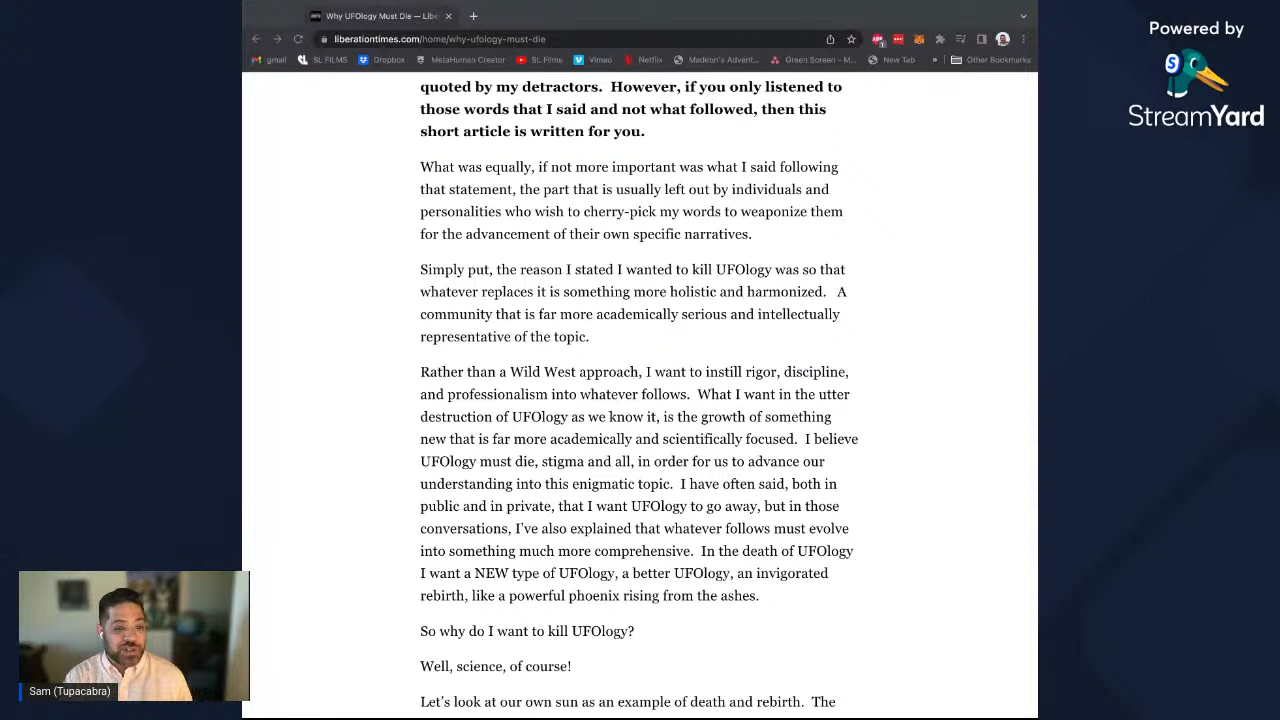 Why UFOlogy Must Die — Libe
Powered by
StreamYard
liberationtimes.com/home/why-ufology-must-die
gmail
SL FILMS
Dropbox
MetaHuman Creator
SL Films
Vimeo
Netflix
Madeon's Advent...
Green Screen - M...
New Tab
»
Other Bookmarks
quoted by my detractors. However, if you only listened to
those words that I said and not what followed, then this
short article is written for you.
What was equally, if not more important was what I said following
that statement, the part that is usually left out by individuals and
personalities who wish to cherry-pick my words to weaponize them
for the advancement of their own specific narratives.
Simply put, the reason I stated I wanted to kill UFOlogy was so that
whatever replaces it is something more holistic and harmonized. A
community that is far more academically serious and intellectually
representative of the topic.
Rather than a Wild West approach, I want to instill rigor, discipline,
and professionalism into whatever follows. What I want in the utter
destruction of UFOlogy as we know it, is the growth of something
new that is far more academically and scientifically focused. I believe
UFOlogy must die, stigma and all, in order for us to advance our
understanding into this enigmatic topic. I have often said, both in
public and in private, that I want UFOlogy to go away, but in those
conversations, I've also explained that whatever follows must evolve
into something much more comprehensive. In the death of UFOlogy
I want a NEW type of UFOlogy, a better UFOlogy, an invigorated
rebirth, like a powerful phoenix rising from the ashes.
So why do I want to kill UFOlogy?
Well, science, of course!
Let's look at our own sun as an example of death and rebirth. The
Sam (Tupacabra)